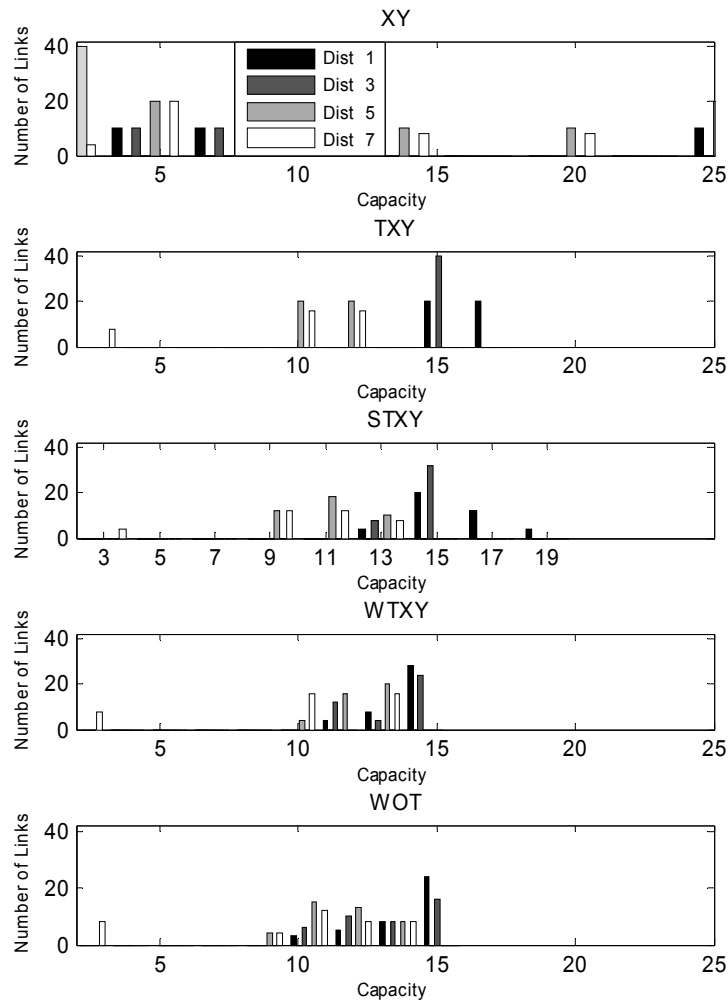 XY
Number of Links
40
20
0
Dist 1
Dist 3
Dist 5
Dist 7
5 10 15 20 25
Capacity
TXY
Number of Links
40
20
0
5 10 15 20 25
Capacity
STXY
Number of Links
40
20
0
3 5 7 9 11 13 15 17 19
Capacity
WTXY
Number of Links
40
20
0
5 10 15 20 25
Capacity
WOT
Number of Links
40
20
0
5 10 15 20 25
Capacity